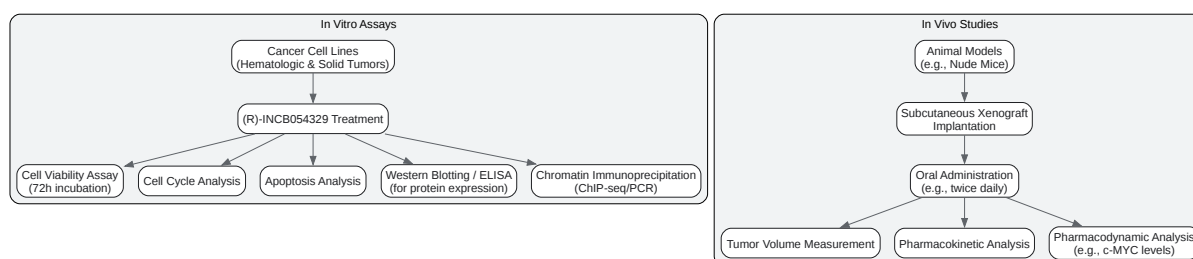 In Vitro Assays
Cancer Cell Lines
(Hematologic & Solid Tumors)
(R)-INCB054329 Treatment
Cell Viability Assay
(72h incubation)
Cell Cycle Analysis
Apoptosis Analysis
Western Blotting / ELISA
(for protein expression)
Chromatin Immunoprecipitation
(ChIP-seq/PCR)
In Vivo Studies
Animal Models
(e.g., Nude Mice)
Subcutaneous Xenograft
Implantation
Oral Administration
(e.g., twice daily)
Tumor Volume Measurement
Pharmacokinetic Analysis
Pharmacodynamic Analysis
(e.g., c-MYC levels)